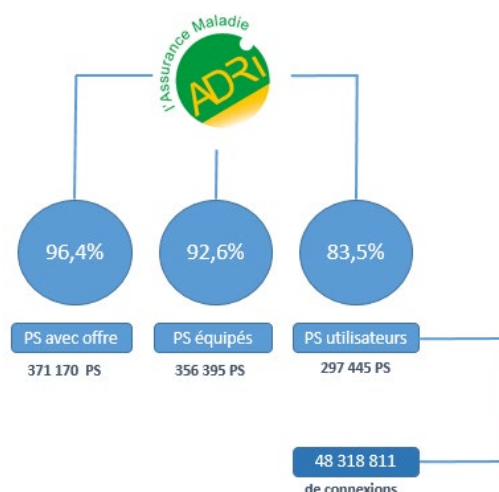 l'Assurance Maladie
ADRI
96,4%
92,6%
83,5%
PS avec offre
PS équipés
PS utilisateurs
371 170 PS
356 395 PS
297 445 PS
48 318 811
de connexions